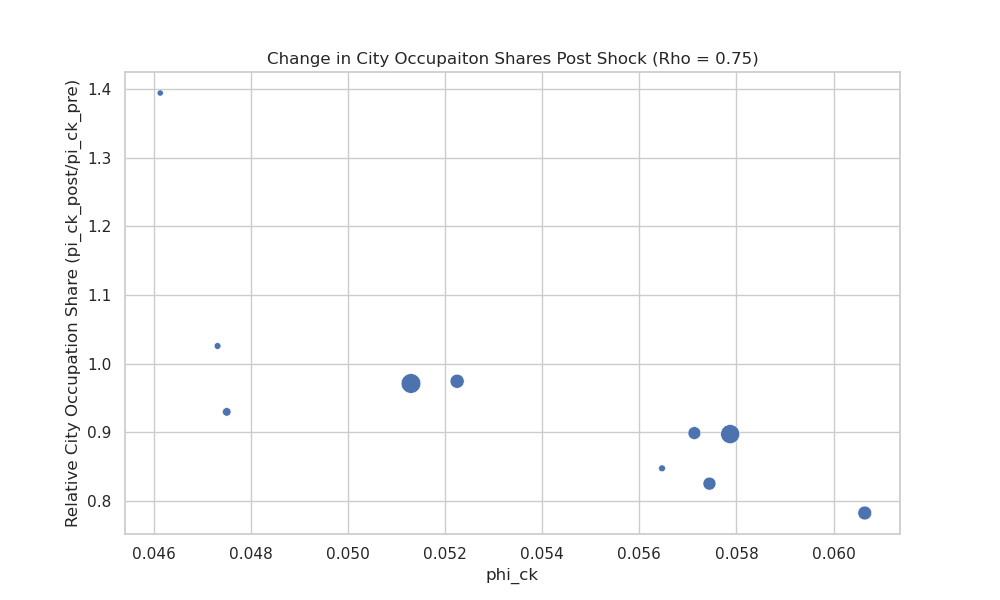 Change in City Occupaiton Shares Post Shock (Rho = 0.75)
Relative City Occupation Share (pi_ck_post/pi_ck_pre)
1.4
1.3
1.2
1.1
1.0
0.9
0.8
0.046 0.048 0.050 0.052 0.054 0.056 0.058 0.060
phi_ck